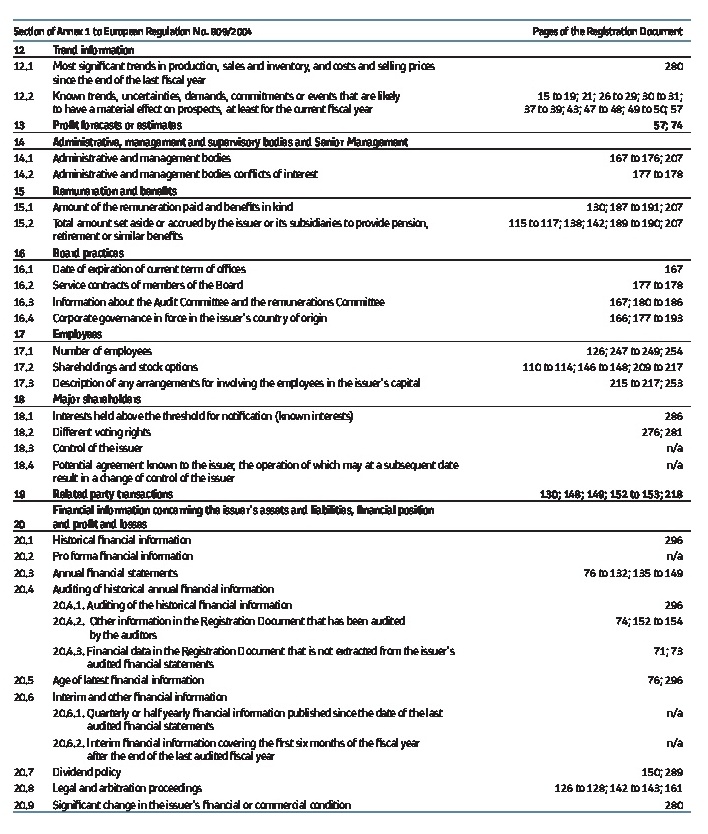 Section of Annex 1 to European Regulation No. 809/2004 Pages of the Registration Document
12 Trend information
12.1 Most significant trends in production, sales and inventory, and costs and selling prices 280
since the end of the last fiscal year
12.2 Known trends, uncertainties, demands, commitments or events that are likely 15 to 19; 21; 26 to 29; 30 to 31;
to have a material effect on prospects, at least for the current fiscal year 37 to 39; 43; 47 to 48; 49 to 50; 57
13 Profit forecasts or estimates 57; 74
14 Administrative, management and supervisory bodies and Senior Management
14.1 Administrative and management bodies 167 to 176; 207
14.2 Administrative and management bodies conflicts of interest 177 to 178
15 Remuneration and benefits
15.1 Amount of the remuneration paid and benefits in kind 130; 187 to 191; 207
15.2 Total amount set aside or accrued by the issuer or its subsidiaries to provide pension, 115 to 117; 138; 142; 189 to 190; 207
retirement or similar benefits
16 Board practices
16.1 Date of expiration of current term of offices 167
16.2 Service contracts of members of the Board 177 to 178
16.3 Information about the Audit Committee and the remunerations Committee 167; 180 to 186
16.4 Corporate governance in force in the issuer's country of origin 166; 177 to 193
17 Employees
17.1 Number of employees 126; 247 to 249; 254
17.2 Shareholdings and stock options 110 to 114; 146 to 148; 209 to 217
17.3 Description of any arrangements for involving the employees in the issuer's capital 215 to 217; 253
18 Major shareholders
18.1 Interests held above the threshold for notification (known interests) 286
18.2 Different voting rights 276; 281
18.3 Control of the issuer n/a
18.4 Potential agreement known to the issuer, the operation of which may at a subsequent date n/a
result in a change of control of the issuer
19 Related party transactions 130; 148; 149; 152 to 153; 218
Financial information concerning the issuer's assets and liabilities, financial position
20 and profit and losses
20.1 Historical financial information 296
20.2 Pro forma financial information n/a
20.3 Annual financial statements 76 to 132; 135 to 149
20.4 Auditing of historical annual financial information
20.4.1. Auditing of the historical financial information 296
20.4.2. Other information in the Registration Document that has been audited 74; 152 to 154
by the auditors
20.4.3. Financial data in the Registration Document that is not extracted from the issuer's 71; 73
audited financial statements
20.5 Age of latest financial information 76; 296
20.6 Interim and other financial information
20.6.1. Quarterly or half yearly financial information published since the date of the last n/a
audited financial statements
20.6.2. Interim financial information covering the first six months of the fiscal year n/a
after the end of the last audited fiscal year
20.7 Dividend policy 150; 289
20.8 Legal and arbitration proceedings 126 to 128; 142 to 143; 161
20.9 Significant change in the issuer's financial or commercial condition 280